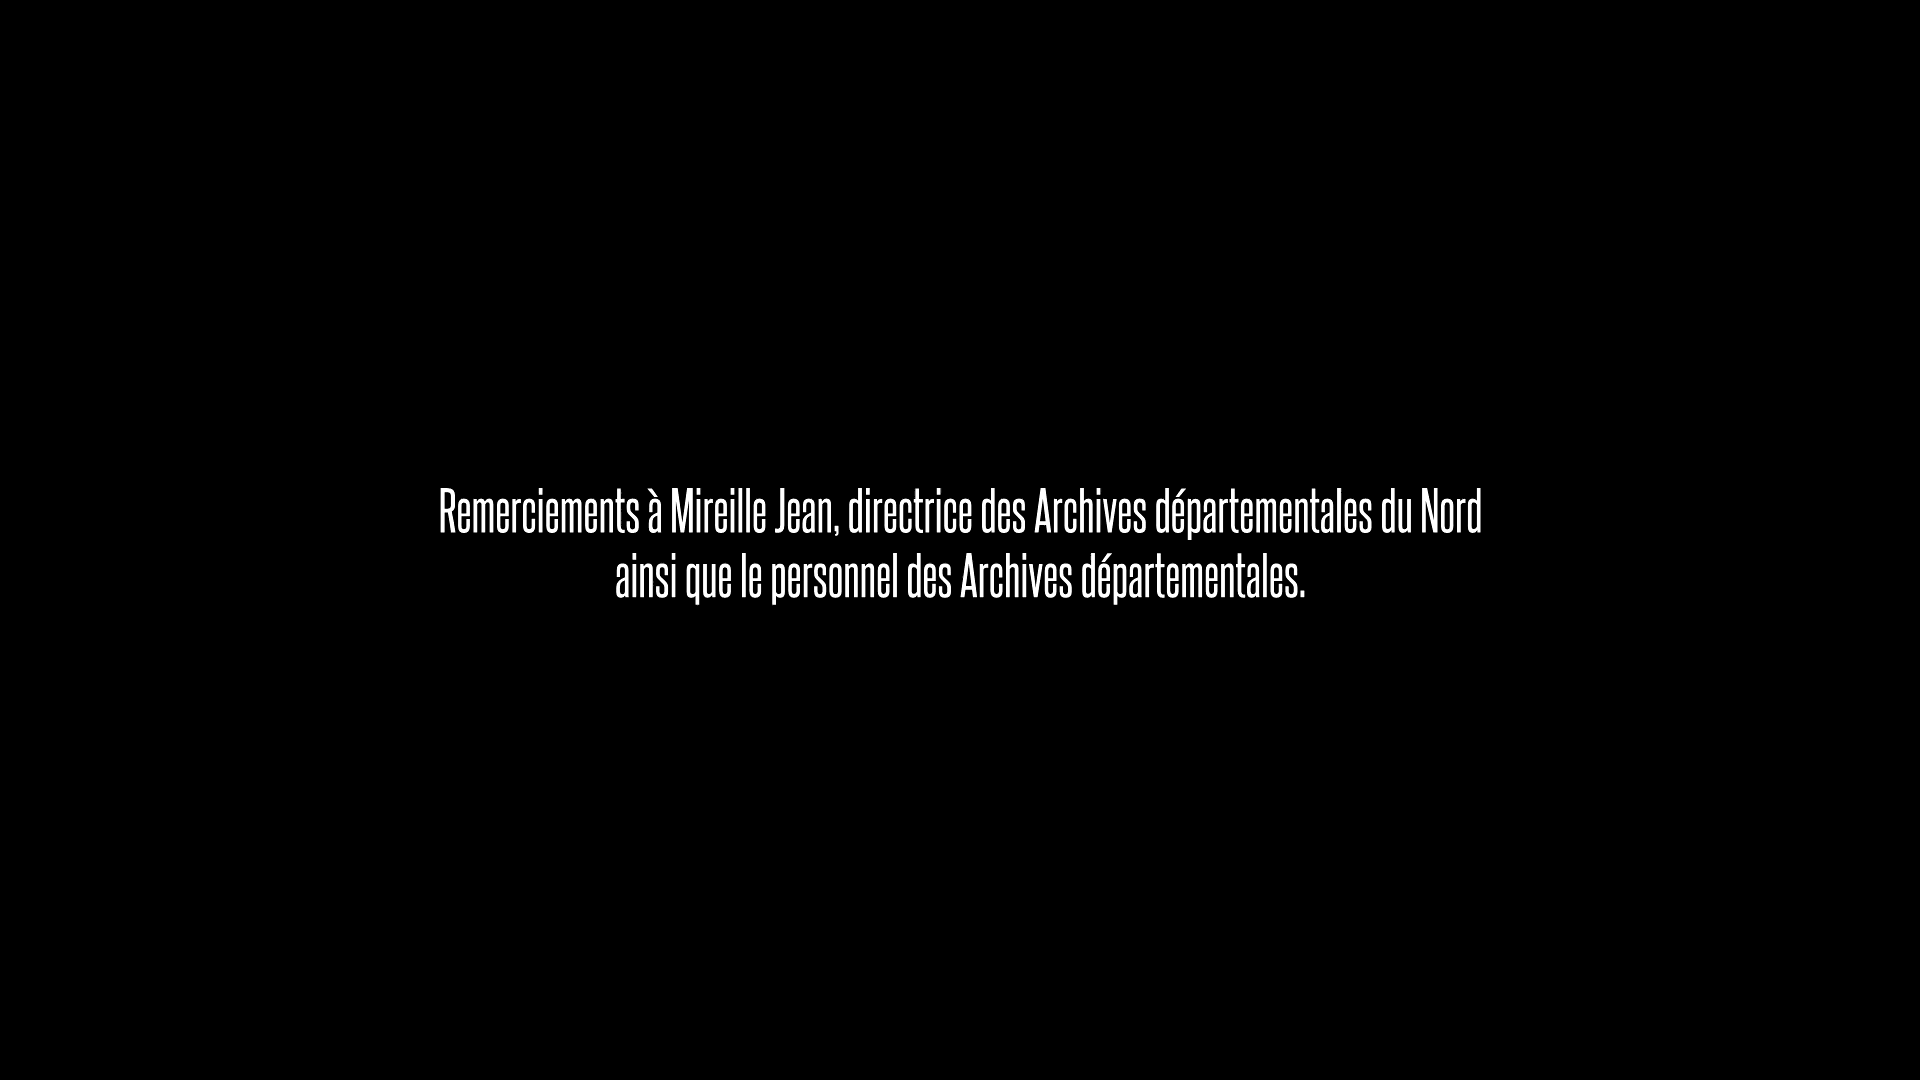 Remerciements à Mireille Jean, directrice des Archives départementales du Nord
ainsi que le personnel des Archives départementales.